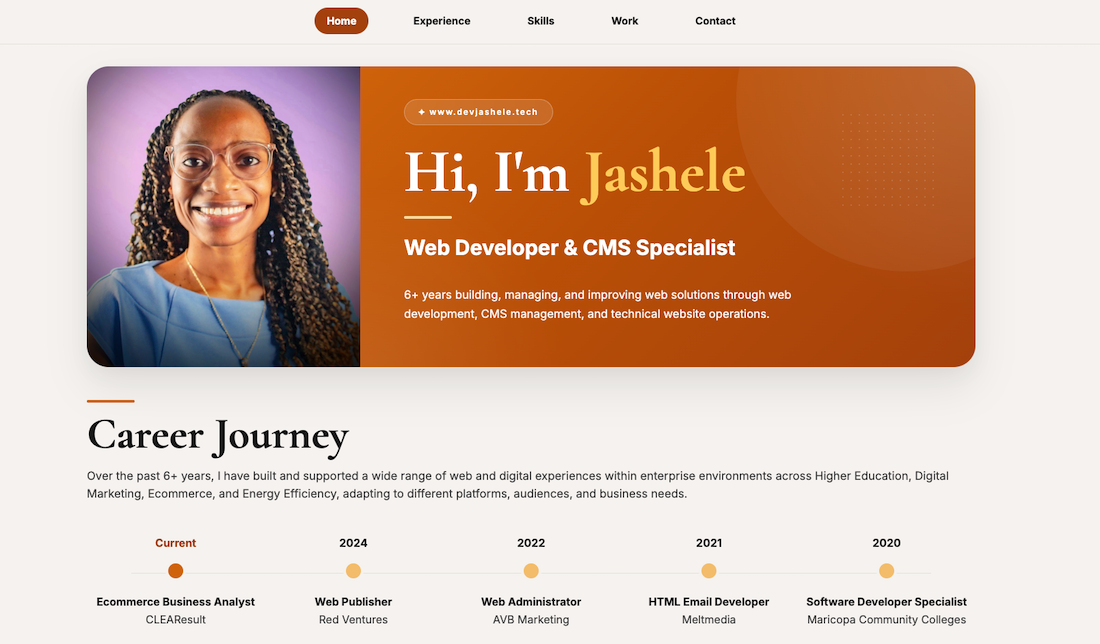 Home Experience Skills Work Contact
✦ www.devjashele.tech
Hi, I'm Jashele
Web Developer & CMS Specialist
6+ years building, managing, and improving web solutions through web
development, CMS management, and technical website operations.
Career Journey
Over the past 6+ years, I have built and supported a wide range of web and digital experiences within enterprise environments across Higher Education, Digital
Marketing, Ecommerce, and Energy Efficiency, adapting to different platforms, audiences, and business needs.
Current 2024 2022 2021 2020
Ecommerce Business Analyst Web Publisher Web Administrator HTML Email Developer Software Developer Specialist
CLEAResult Red Ventures AVB Marketing Meltmedia Maricopa Community Colleges